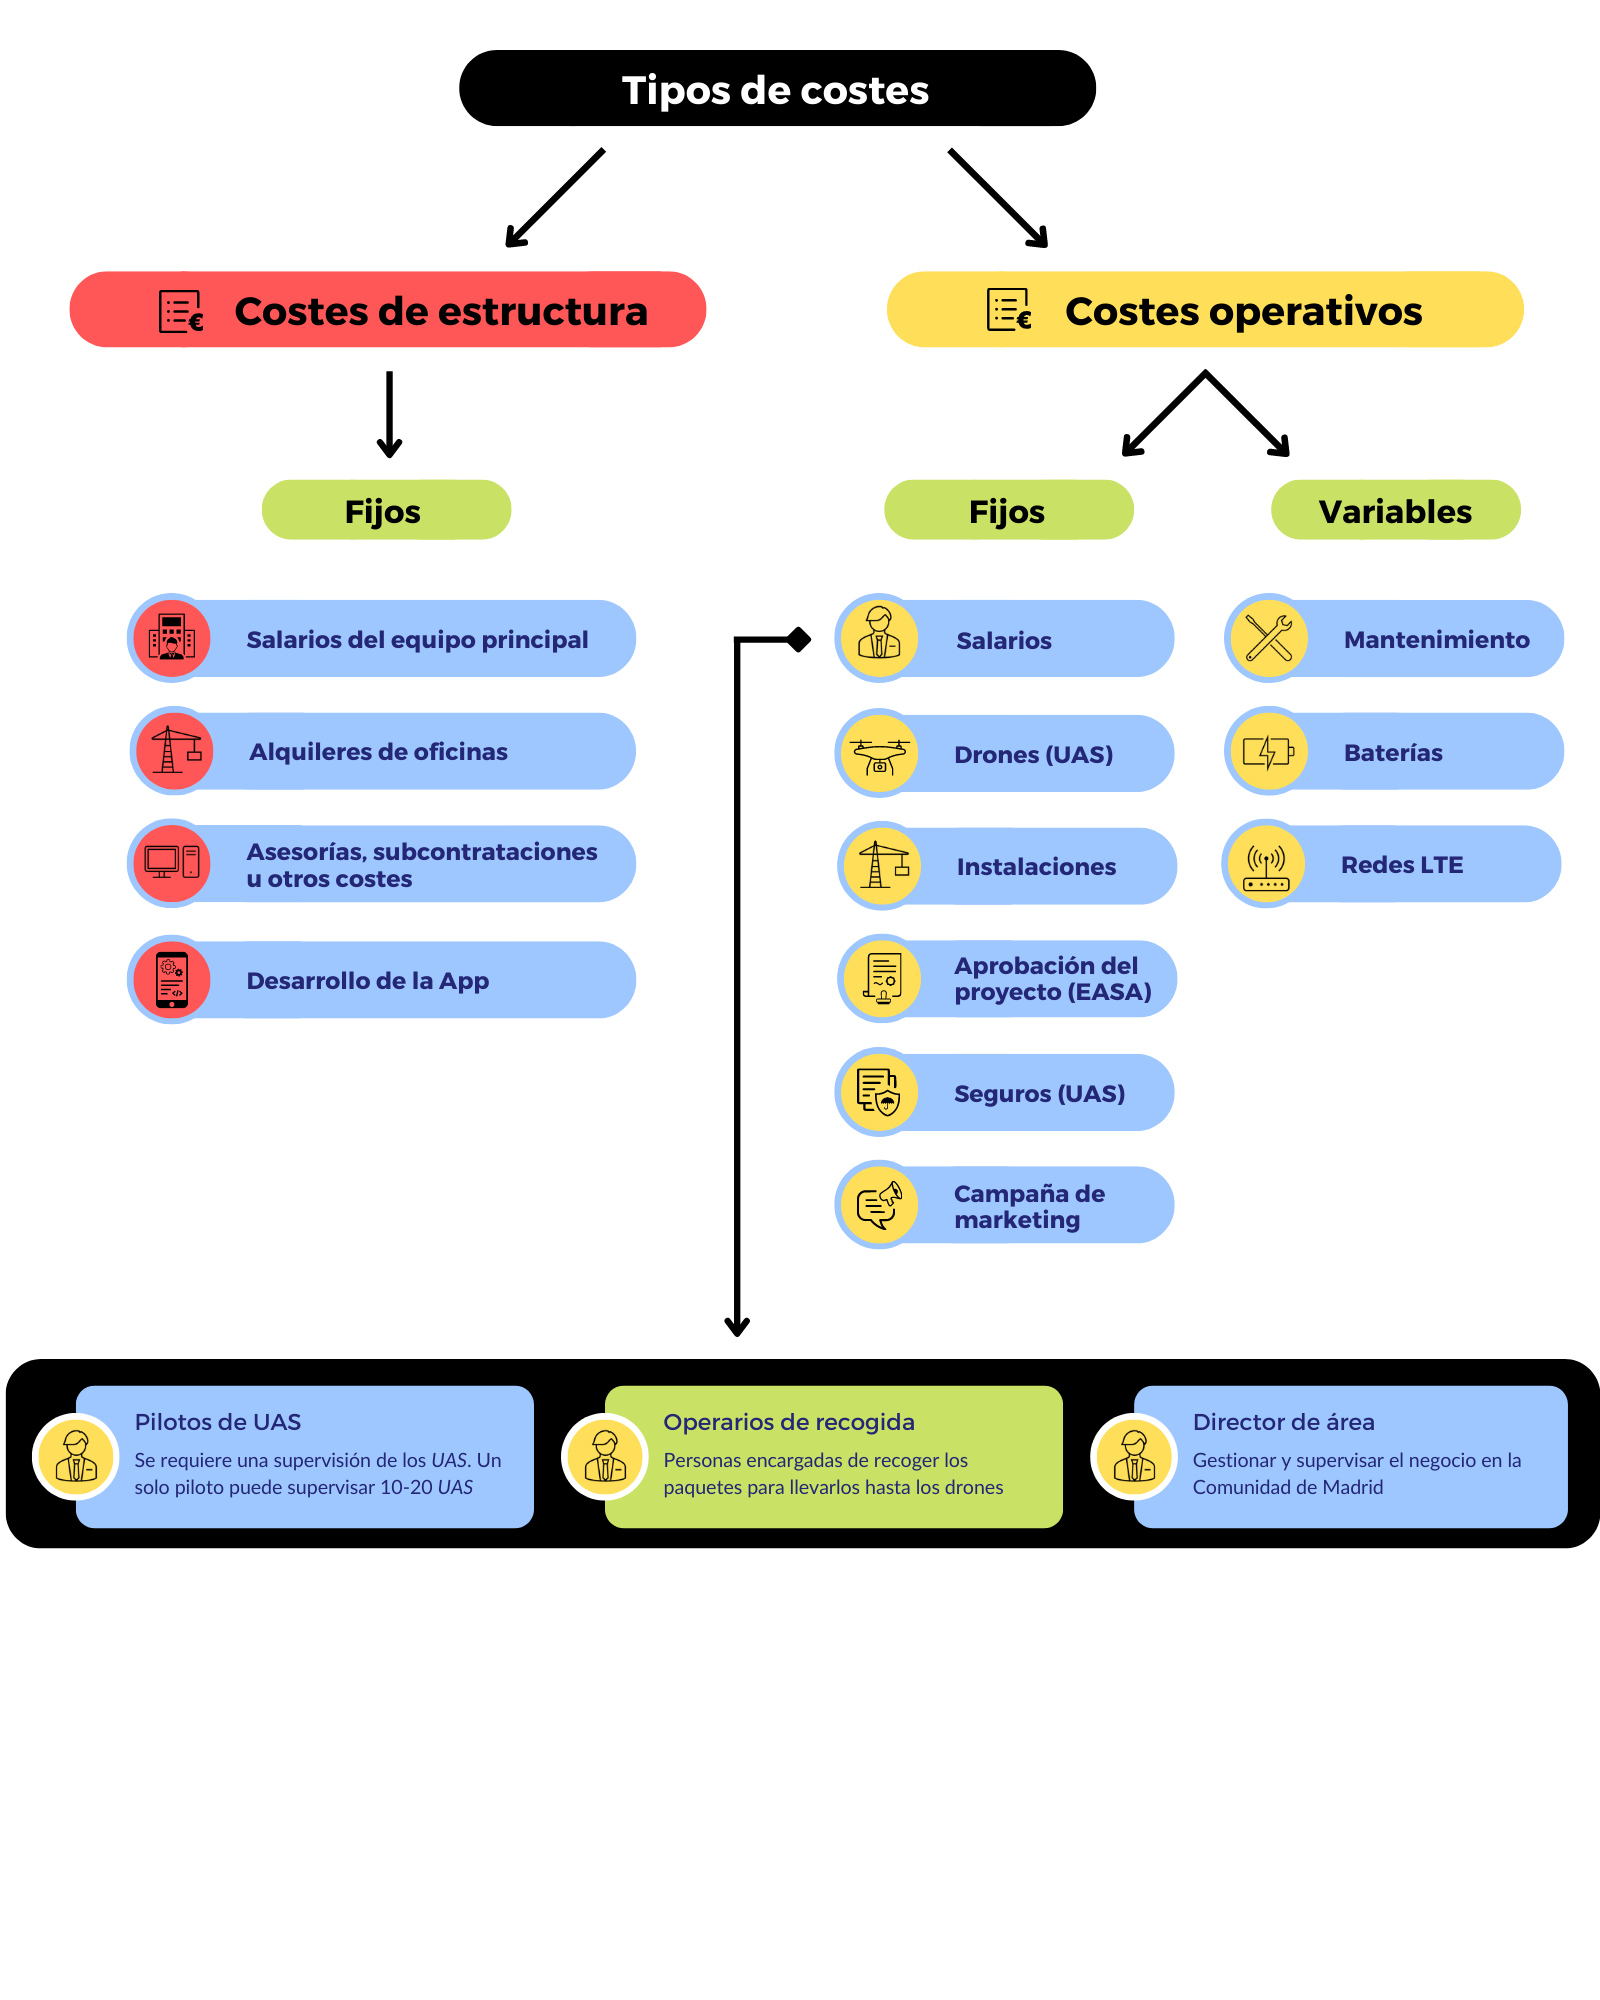 Tipos de costes
Costes de estructura
Costes operativos
Fijos
Fijos
Variables
Salarios del equipo principal
Alquileres de oficinas
Asesorías, subcontrataciones
u otros costes
Desarrollo de la App
Salarios
Drones (UAS)
Instalaciones
Aprobación del
proyecto (EASA)
Seguros (UAS)
Campaña de
marketing
Mantenimiento
Baterías
Redes LTE
Pilotos de UAS
Se requiere una supervisión de los UAS. Un
solo piloto puede supervisar 10-20 UAS
Operarios de recogida
Personas encargadas de recoger los
paquetes para llevarlos hasta los drones
Director de área
Gestionar y supervisar el negocio en la
Comunidad de Madrid